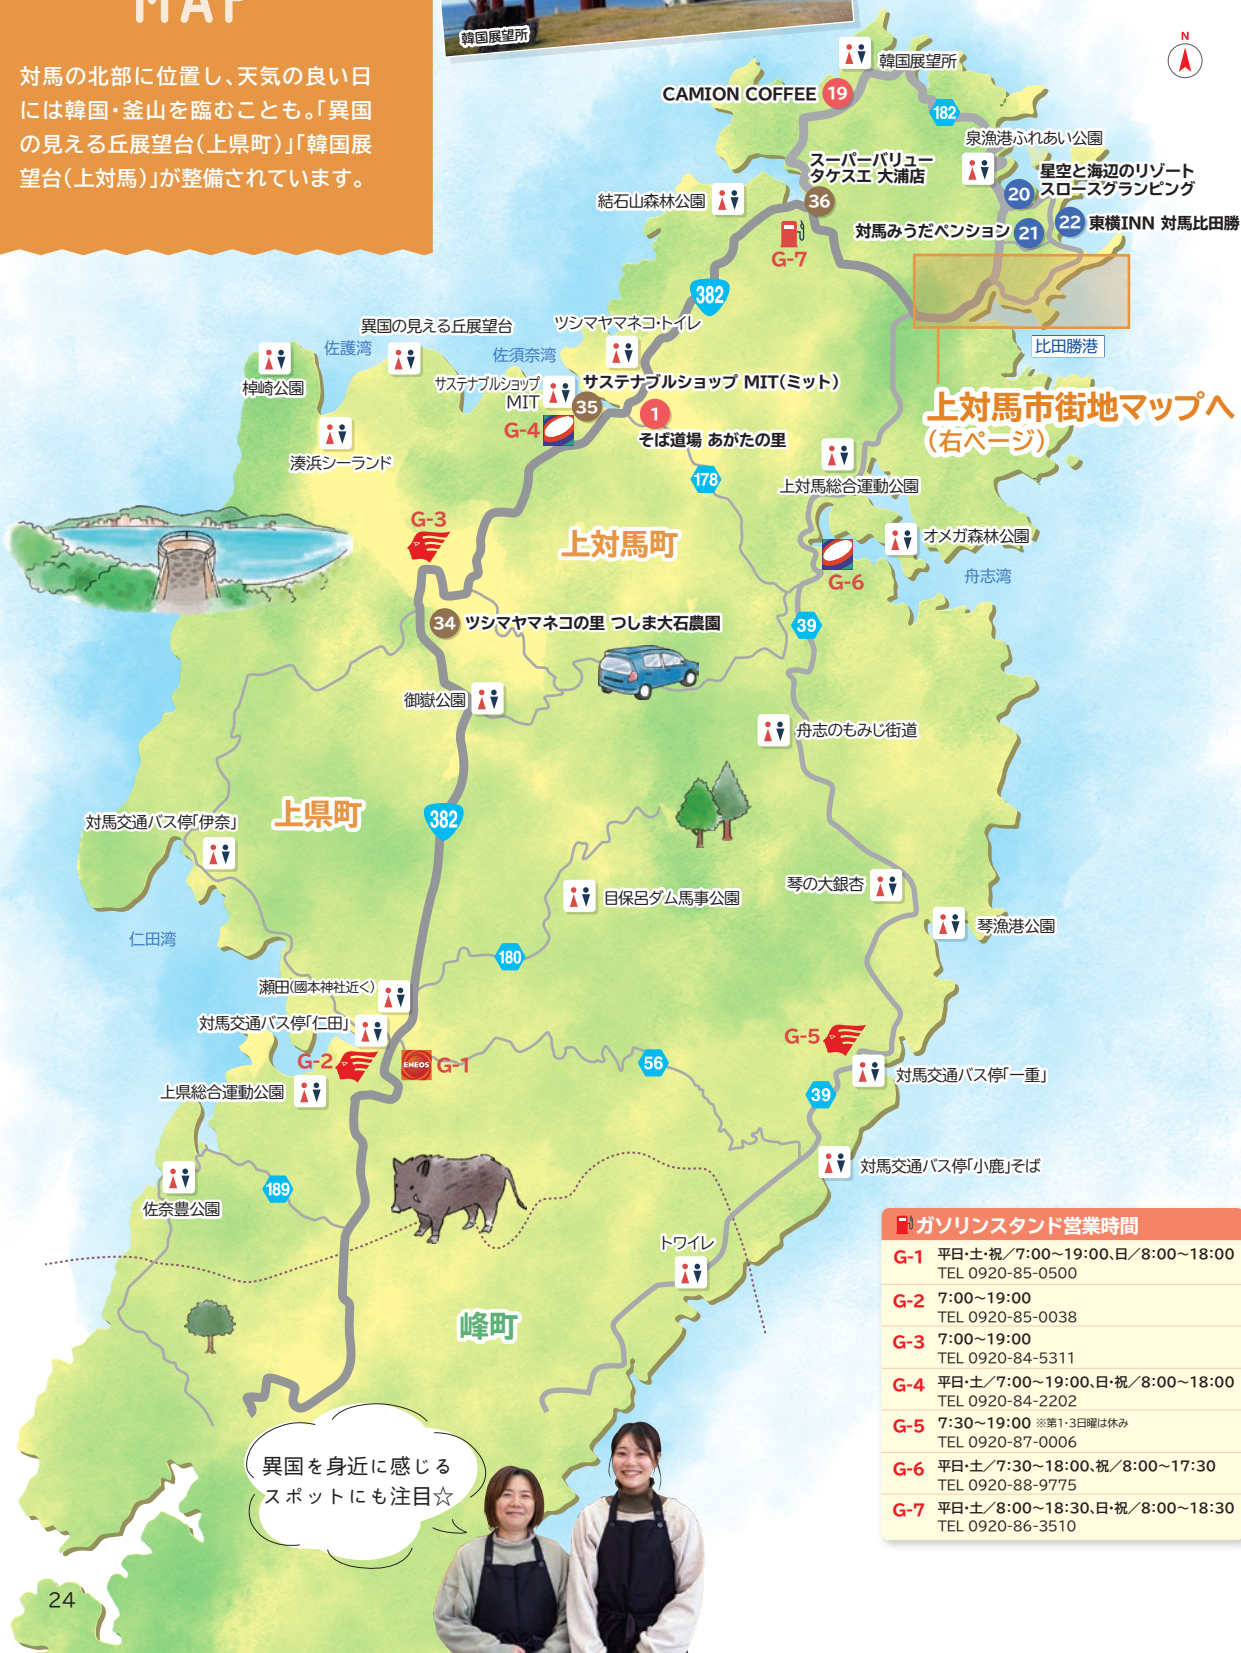 MAP
対馬の北部に位置し、天気の良い日
には韓国・釜山を臨むことも。「異国
の見える丘展望台(上県町)」「韓国展
望台(上対馬)」が整備されています。
韓国展望所
N
韓国展望所
CAMION COFFEE 19
182
泉漁港ふれあい公園
スーパーバリュー
タケスエ 大浦店
36
星空と海辺のリゾート
スロースグランピング
20
結石山森林公園
対馬みうだペンション 21
22 東横INN 対馬比田勝
G-7
382
比田勝港
上対馬市街地マップへ
(右ページ)
異国の見える丘展望台
ツシマヤマネコ・トイレ
佐護湾
佐須奈湾
棹崎公園
サステナブルショップ
MIT
サステナブルショップ MIT(ミット)
35
1
G-4
そば道場 あがたの里
湊浜シーランド
178
上対馬総合運動公園
G-3
上対馬町
オメガ森林公園
G-6
舟志湾
34 ツシマヤマネコの里 つしま大石農園
39
御嶽公園
舟志のもみじ街道
上県町
382
対馬交通バス停「伊奈」
琴の大銀杏
目保呂ダム馬事公園
琴漁港公園
仁田湾
180
瀬田(國本神社近く)
対馬交通バス停「仁田」
G-5
G-2
ENEOS
G-1
56
対馬交通バス停「一重」
上県総合運動公園
39
対馬交通バス停「小鹿」そば
189
佐奈豊公園
トワイレ
峰町
ガソリンスタンド営業時間
G-1 平日・土・祝/7:00〜19:00、日/8:00〜18:00
TEL 0920-85-0500
G-2 7:00〜19:00
TEL 0920-85-0038
G-3 7:00〜19:00
TEL 0920-84-5311
G-4 平日・土/7:00〜19:00、日・祝/8:00〜18:00
TEL 0920-84-2202
G-5 7:30〜19:00 ※第1・3日曜は休み
TEL 0920-87-0006
G-6 平日・土/7:30〜18:00、祝/8:00〜17:30
TEL 0920-88-9775
G-7 平日・土/8:00〜18:30、日・祝/8:00〜18:30
TEL 0920-86-3510
異国を身近に感じる
スポットにも注目☆
24